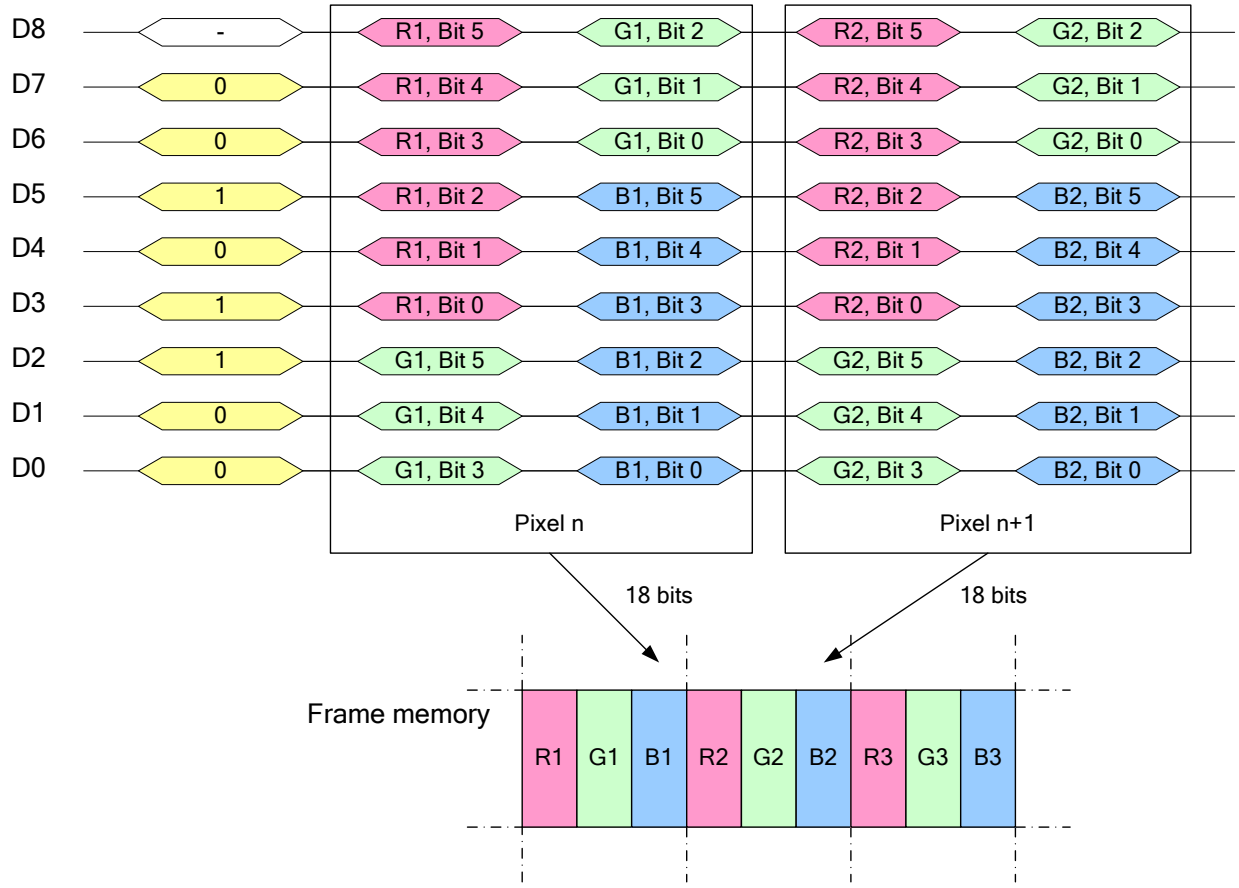 D8 - R1, Bit 5 G1, Bit 2 R2, Bit 5 G2, Bit 2
D7 0 R1, Bit 4 G1, Bit 1 R2, Bit 4 G2, Bit 1
D6 0 R1, Bit 3 G1, Bit 0 R2, Bit 3 G2, Bit 0
D5 1 R1, Bit 2 B1, Bit 5 R2, Bit 2 B2, Bit 5
D4 0 R1, Bit 1 B1, Bit 4 R2, Bit 1 B2, Bit 4
D3 1 R1, Bit 0 B1, Bit 3 R2, Bit 0 B2, Bit 3
D2 1 G1, Bit 5 B1, Bit 2 G2, Bit 5 B2, Bit 2
D1 0 G1, Bit 4 B1, Bit 1 G2, Bit 4 B2, Bit 1
D0 0 G1, Bit 3 B1, Bit 0 G2, Bit 3 B2, Bit 0
Pixel n Pixel n+1
18 bits 18 bits
Frame memory
R1 G1 B1 R2 G2 B2 R3 G3 B3